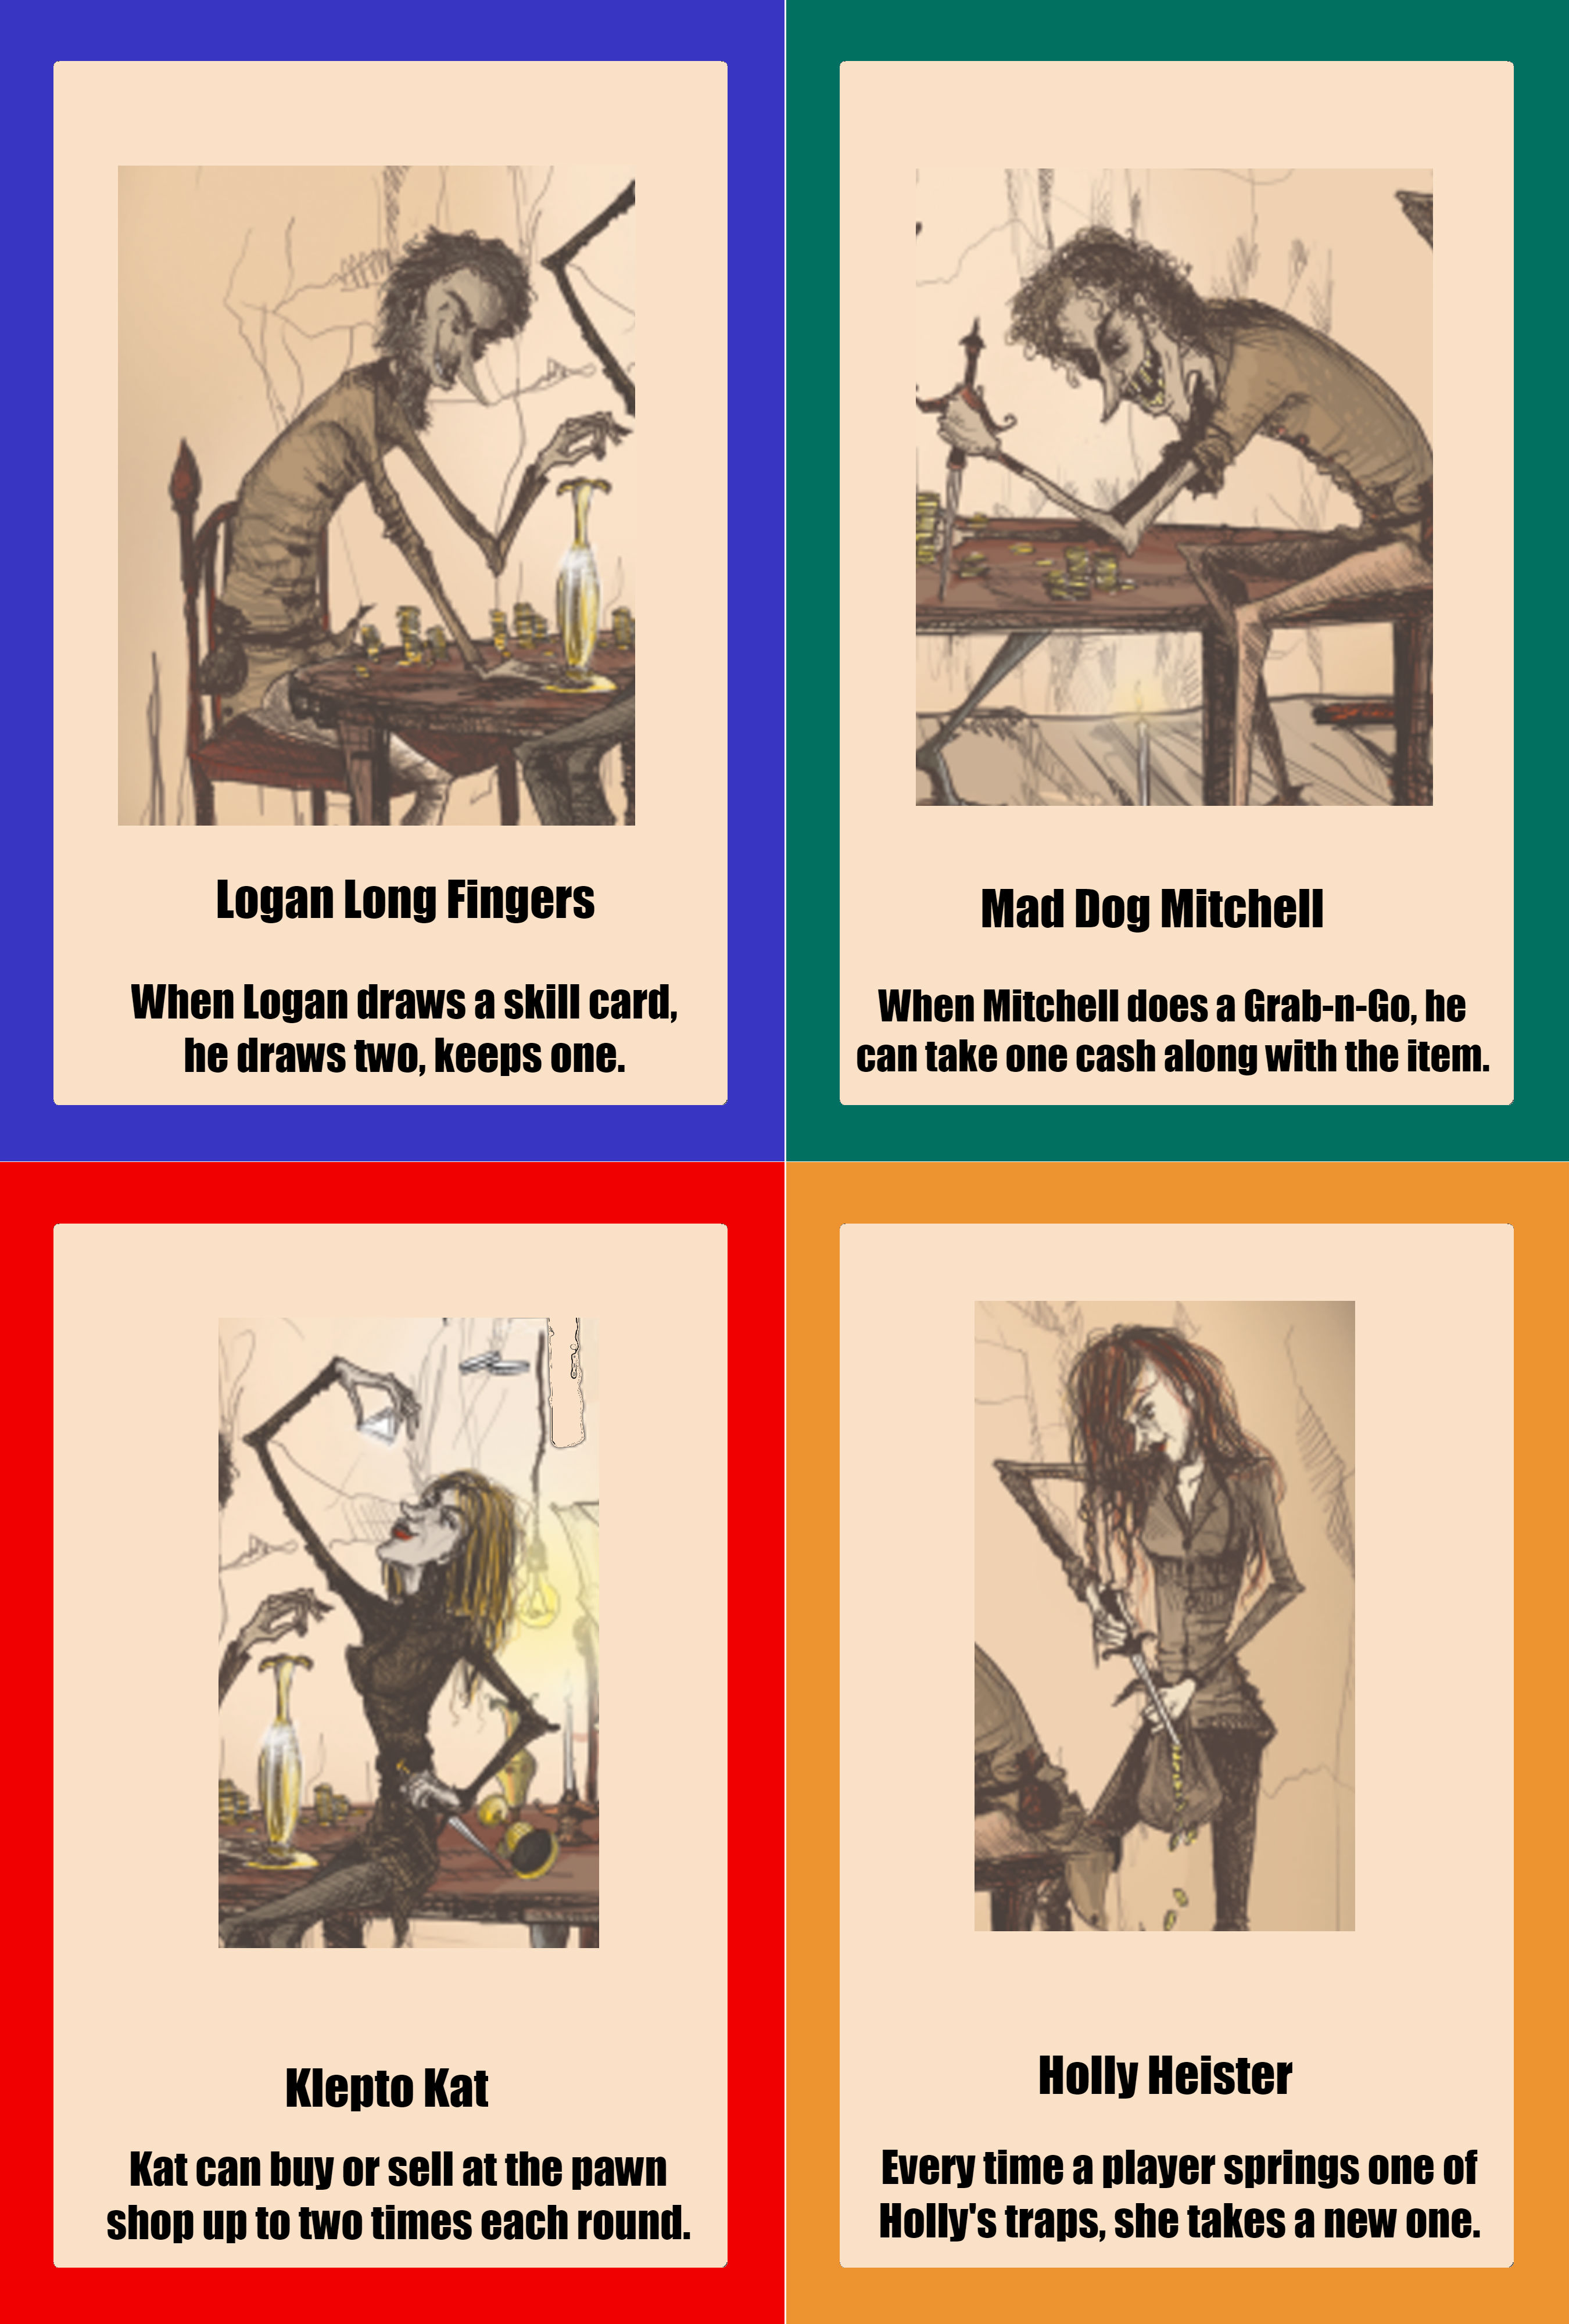 Logan Long Fingers
When Logan draws a skill card,
he draws two, keeps one.
Mad Dog Mitchell
When Mitchell does a Grab-n-Go, he
can take one cash along with the item.
Klepto Kat
Kat can buy or sell at the pawn
shop up to two times each round.
Holly Heister
Every time a player springs one of
Holly's traps, she takes a new one.